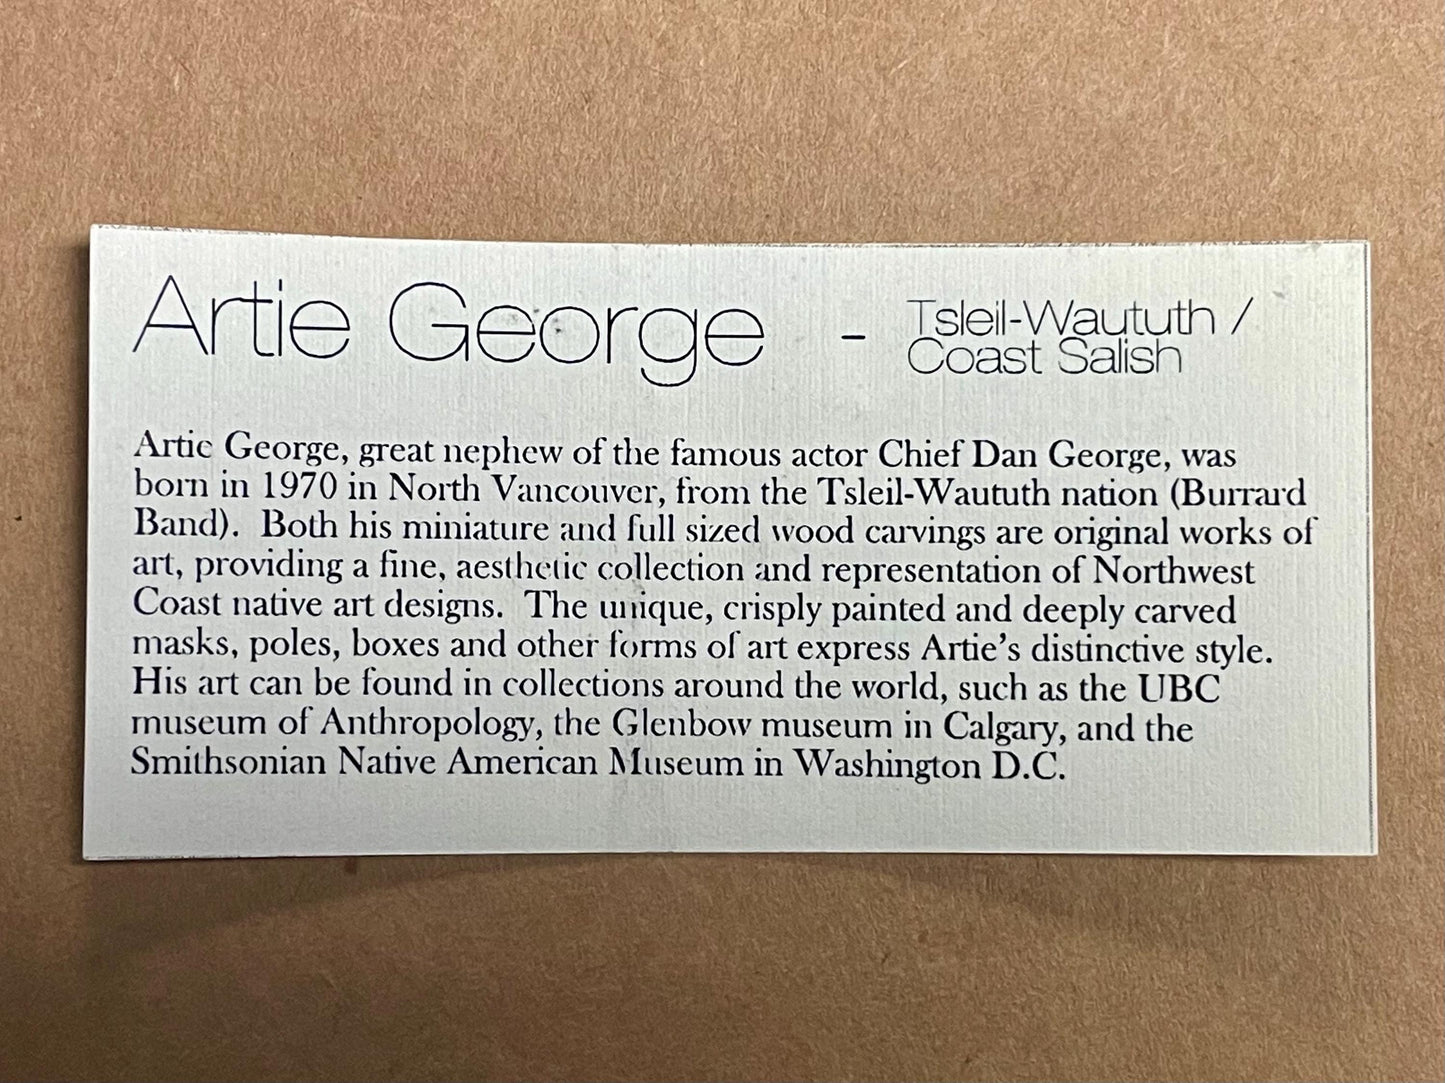 Artie George - Tsleil-Waututh /
Coast Salish
Artie George, great nephew of the famous actor Chief Dan George, was
born in 1970 in North Vancouver, from the Tsleil-Waututh nation (Burrard
Band).  Both his miniature and full sized wood carvings are original works of
art, providing a fine, aesthetic collection and representation of Northwest
Coast native art designs.  The unique, crisply painted and deeply carved
masks, poles, boxes and other forms of art express Artie's distinctive style.
His art can be found in collections around the world, such as the UBC
museum of Anthropology, the Glenbow museum in Calgary, and the
Smithsonian Native American Museum in Washington D.C.